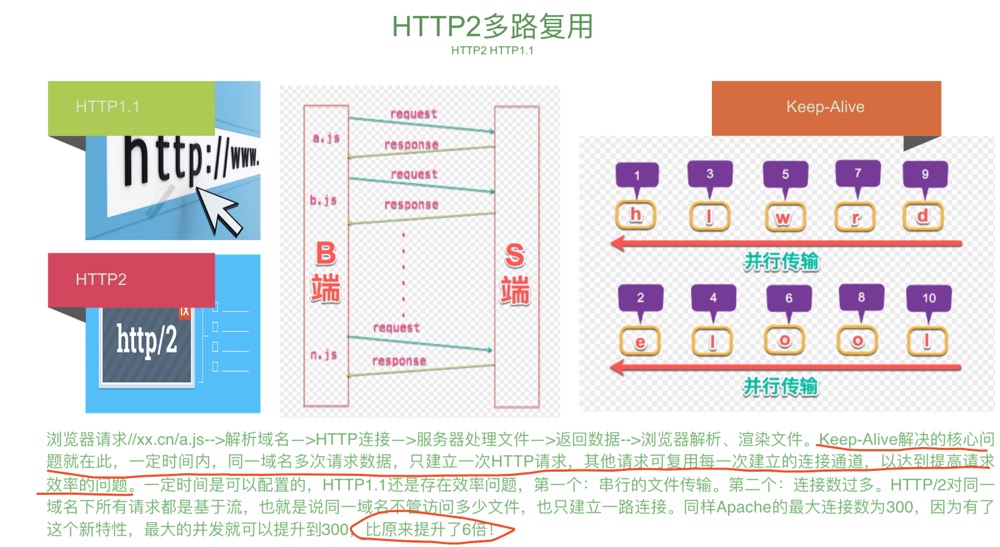 HTTP2多路复用
HTTP2 HTTP1.1
HTTP1.1
http://www.
HTTP2
http/2
request
a.js
response
request
b.js
response
B
端
S
端
request
n.js
response
Keep-Alive
1 3 5 7 9
h l w r d
并行传输
2 4 6 8 10
e l o o l
并行传输
浏览器请求//xx.cn/a.js-->解析域名—>HTTP连接—>服务器处理文件—>返回数据-->浏览器解析、渲染文件。Keep-Alive解决的核心问
题就在此，一定时间内，同一域名多次请求数据，只建立一次HTTP请求，其他请求可复用每一次建立的连接通道，以达到提高请求
效率的问题。一定时间是可以配置的，HTTP1.1还是存在效率问题，第一个：串行的文件传输。第二个：连接数过多。HTTP/2对同一
域名下所有请求都是基于流，也就是说同一域名不管访问多少文件，也只建立一路连接。同样Apache的最大连接数为300，因为有了
这个新特性，最大的并发就可以提升到300，比原来提升了6倍！